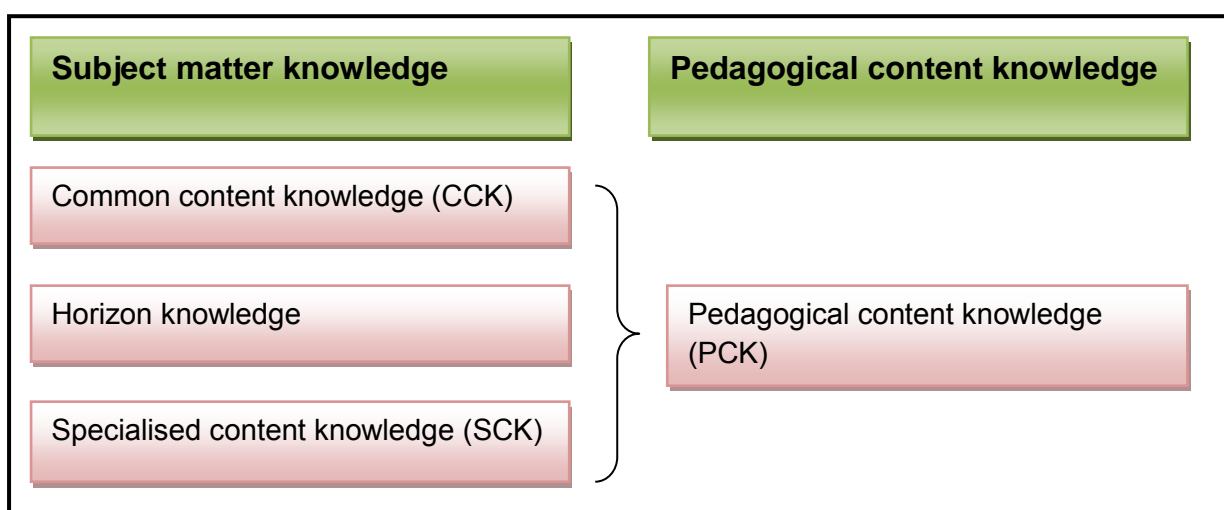 Subject matter knowledge
Pedagogical content knowledge
Common content knowledge (CCK)
Horizon knowledge
Specialised content knowledge (SCK)
Pedagogical content knowledge
(PCK)